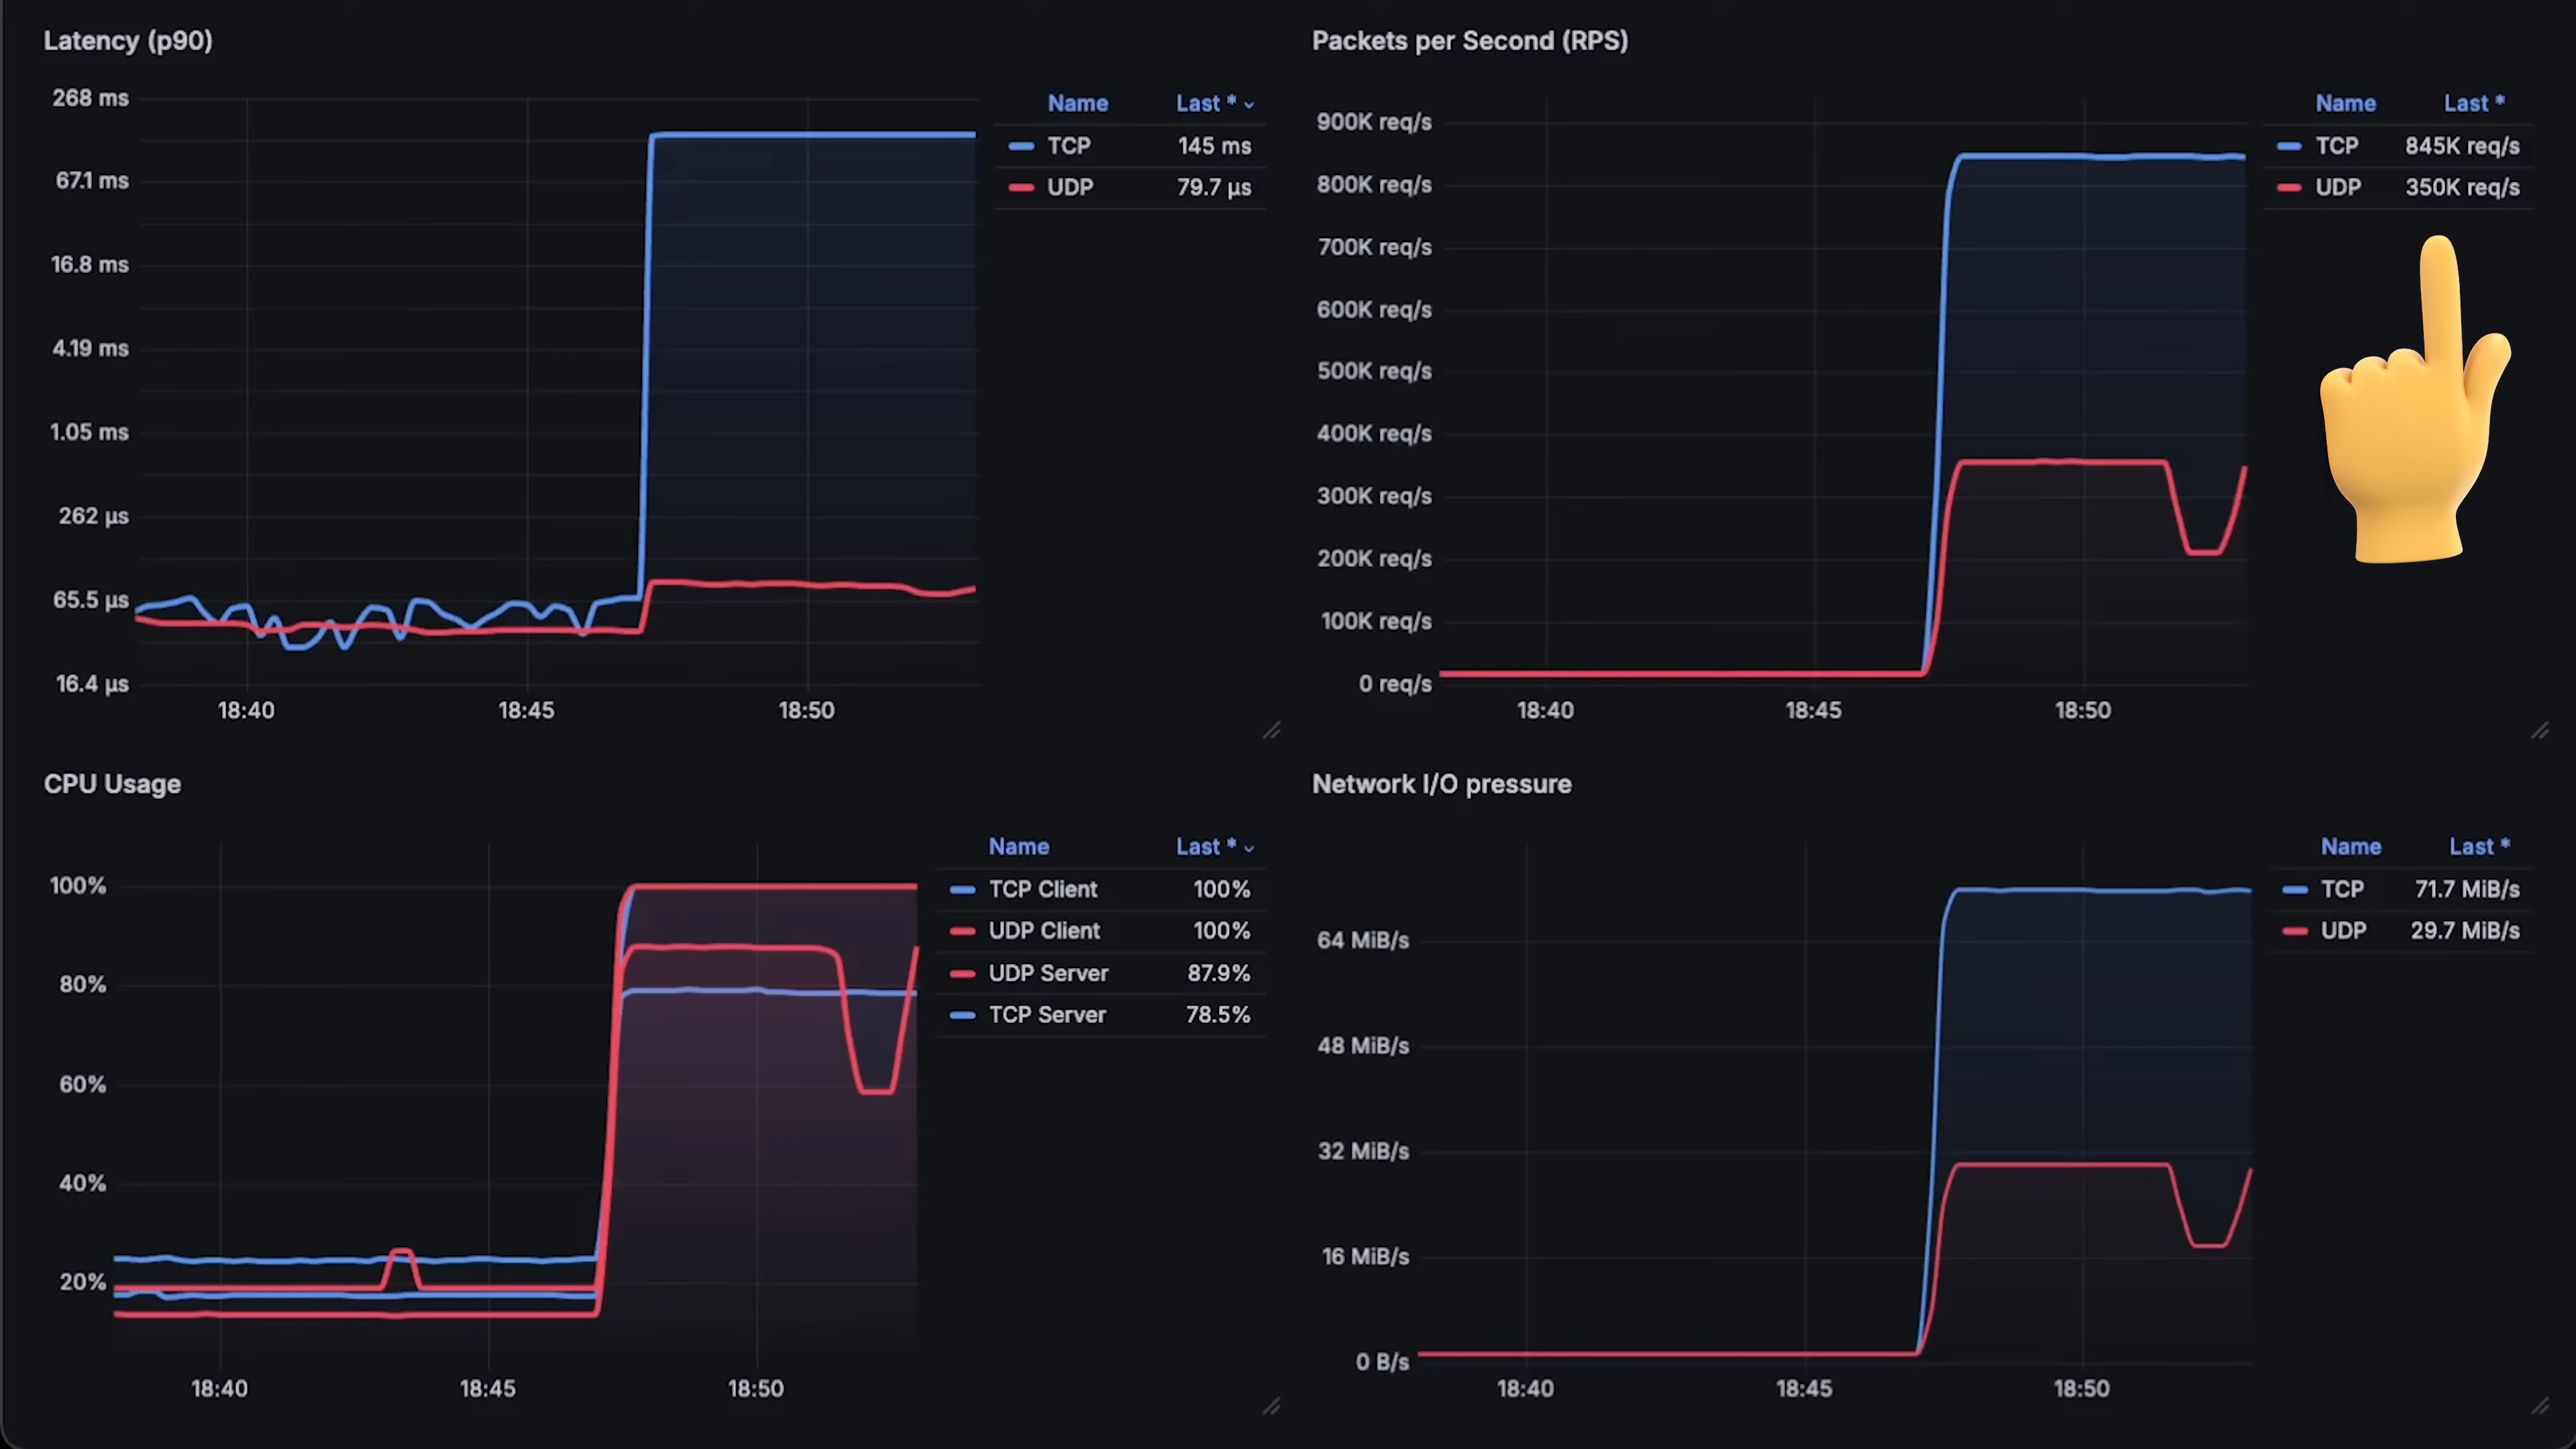 Latency (p90)
268 ms
67.1 ms
16.8 ms
4.19 ms
1.05 ms
262 µs
65.5 µs
16.4 µs
18:40 18:45 18:50
Name Last *
TCP 145 ms
UDP 79.7 µs
Packets per Second (RPS)
900K req/s
800K req/s
700K req/s
600K req/s
500K req/s
400K req/s
300K req/s
200K req/s
100K req/s
0 req/s
18:40 18:45 18:50
Name Last *
TCP 845K req/s
UDP 350K req/s
CPU Usage
100%
80%
60%
40%
20%
18:40 18:45 18:50
Name Last *
TCP Client 100%
UDP Client 100%
UDP Server 87.9%
TCP Server 78.5%
Network I/O pressure
64 MiB/s
48 MiB/s
32 MiB/s
16 MiB/s
0 B/s
18:40 18:45 18:50
Name Last *
TCP 71.7 MiB/s
UDP 29.7 MiB/s